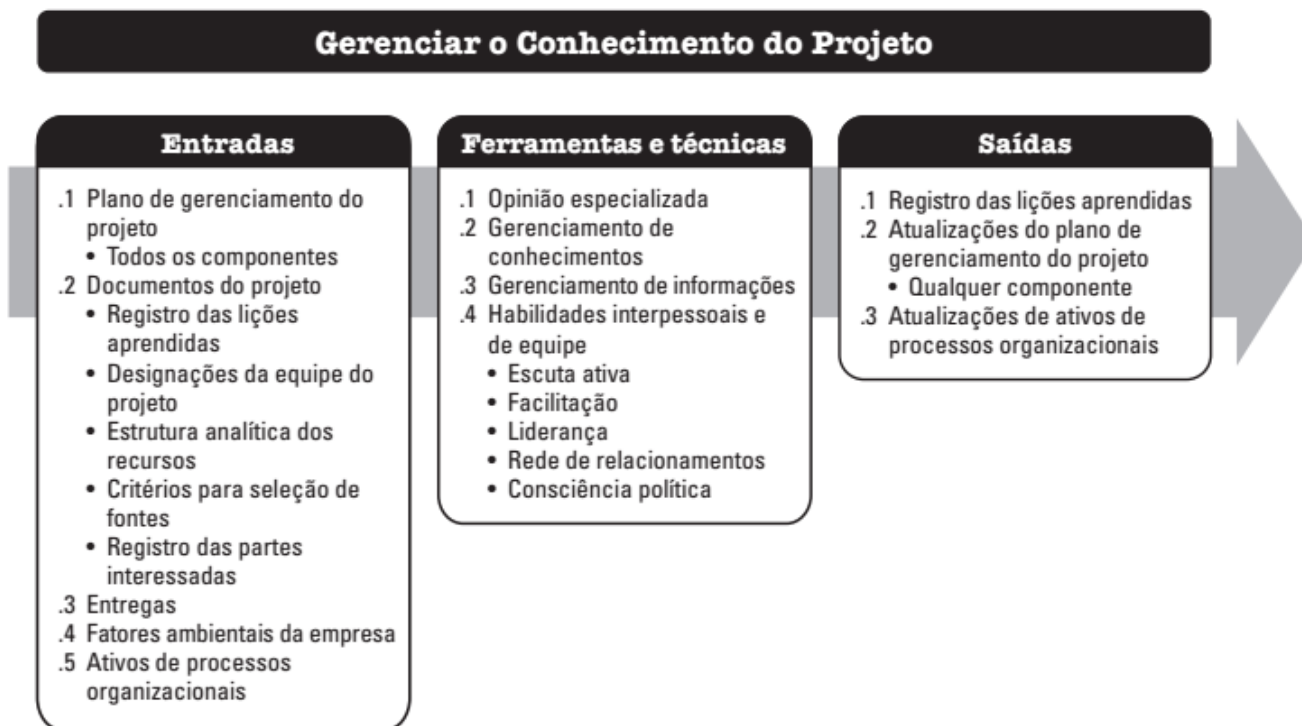 Gerenciar o Conhecimento do Projeto
Entradas
.1 Plano de gerenciamento do
projeto
• Todos os componentes
.2 Documentos do projeto
• Registro das lições
aprendidas
• Designações da equipe do
projeto
• Estrutura analítica dos
recursos
• Critérios para seleção de
fontes
• Registro das partes
interessadas
.3 Entregas
.4 Fatores ambientais da empresa
.5 Ativos de processos
organizacionais
Ferramentas e técnicas
.1 Opinião especializada
.2 Gerenciamento de
conhecimentos
.3 Gerenciamento de informações
.4 Habilidades interpessoais e
de equipe
• Escuta ativa
• Facilitação
• Liderança
• Rede de relacionamentos
• Consciência política
Saídas
.1 Registro das lições aprendidas
.2 Atualizações do plano de
gerenciamento do projeto
• Qualquer componente
.3 Atualizações de ativos de
processos organizacionais